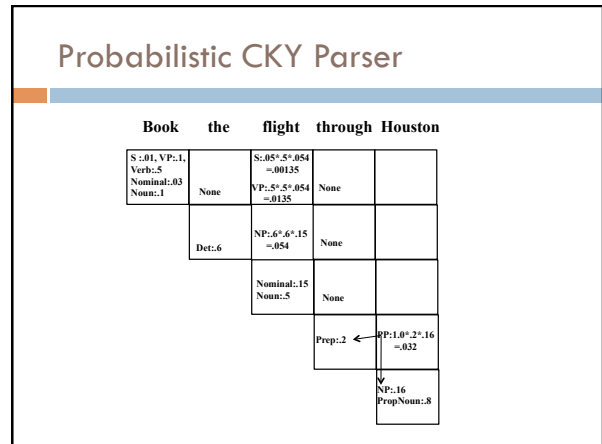 Probabilistic CKY Parser
Book the flight through Houston
S :.01, VP:.1,
Verb:.5
Nominal:.03
Noun:.1
None
S:.05*.5*.054
=.00135
VP:.5*.5*.054
=.0135
None
Det:.6
NP:.6*.6*.15
=.054
None
Nominal:.15
Noun:.5
None
Prep:.2
PP:1.0*.2*.16
=.032
NP:.16
PropNoun:.8